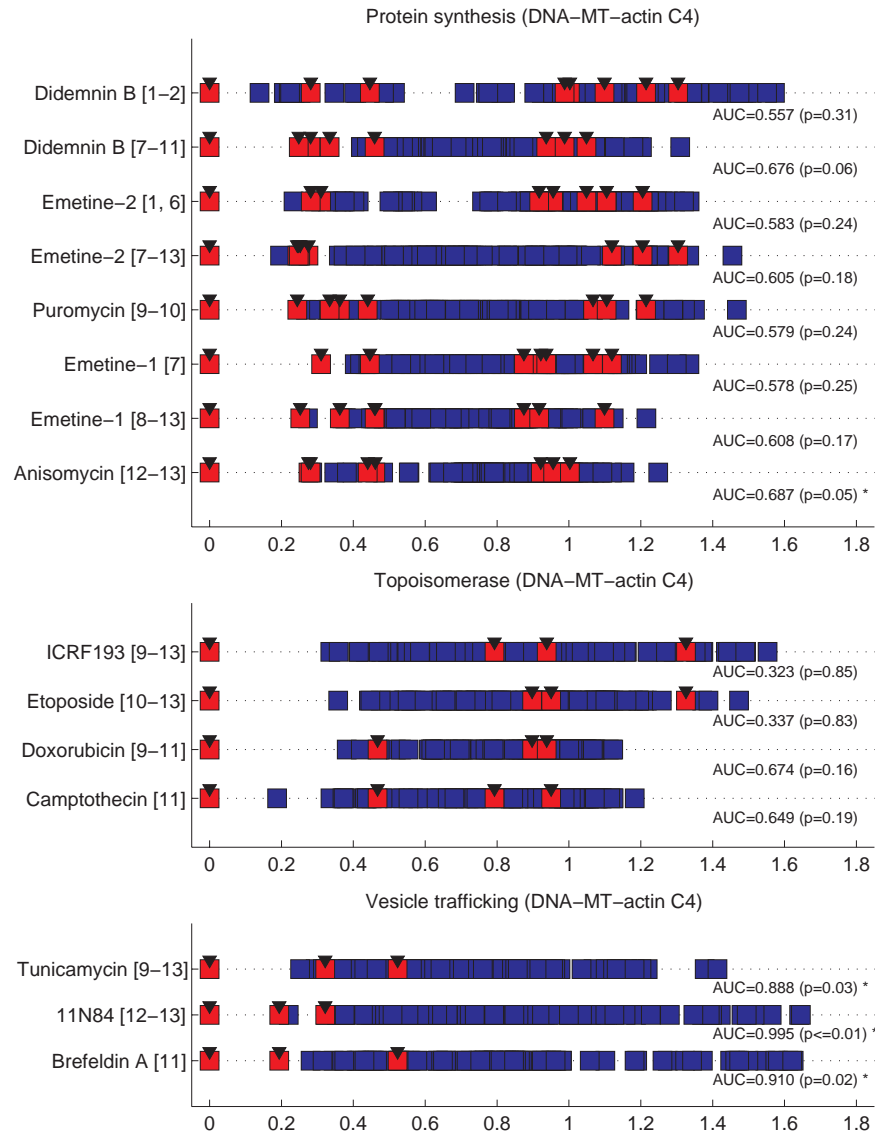 Protein synthesis (DNA−MT−actin C4)
Didemnin B [1−2]
AUC=0.557 (p=0.31)
Didemnin B [7−11]
AUC=0.676 (p=0.06)
Emetine−2 [1, 6]
AUC=0.583 (p=0.24)
Emetine−2 [7−13]
AUC=0.605 (p=0.18)
Puromycin [9−10]
AUC=0.579 (p=0.24)
Emetine−1 [7]
AUC=0.578 (p=0.25)
Emetine−1 [8−13]
AUC=0.608 (p=0.17)
Anisomycin [12−13]
AUC=0.687 (p=0.05) *
0 0.2 0.4 0.6 0.8 1 1.2 1.4 1.6 1.8
Topoisomerase (DNA−MT−actin C4)
ICRF193 [9−13]
AUC=0.323 (p=0.85)
Etoposide [10−13]
AUC=0.337 (p=0.83)
Doxorubicin [9−11]
AUC=0.674 (p=0.16)
Camptothecin [11]
AUC=0.649 (p=0.19)
0 0.2 0.4 0.6 0.8 1 1.2 1.4 1.6 1.8
Vesicle trafficking (DNA−MT−actin C4)
Tunicamycin [9−13]
AUC=0.888 (p=0.03) *
11N84 [12−13]
AUC=0.995 (p<=0.01) *
Brefeldin A [11]
AUC=0.910 (p=0.02) *
0 0.2 0.4 0.6 0.8 1 1.2 1.4 1.6 1.8